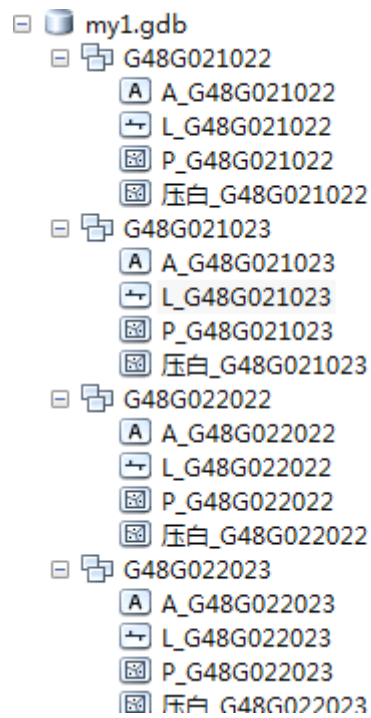 my1.gdb
G48G021022
A A_G48G021022
L_G48G021022
P_G48G021022
压白_G48G021022
G48G021023
A A_G48G021023
L_G48G021023
P_G48G021023
压白_G48G021023
G48G022022
A A_G48G022022
L_G48G022022
P_G48G022022
压白_G48G022022
G48G022023
A A_G48G022023
L_G48G022023
P_G48G022023
压白_G48G022023